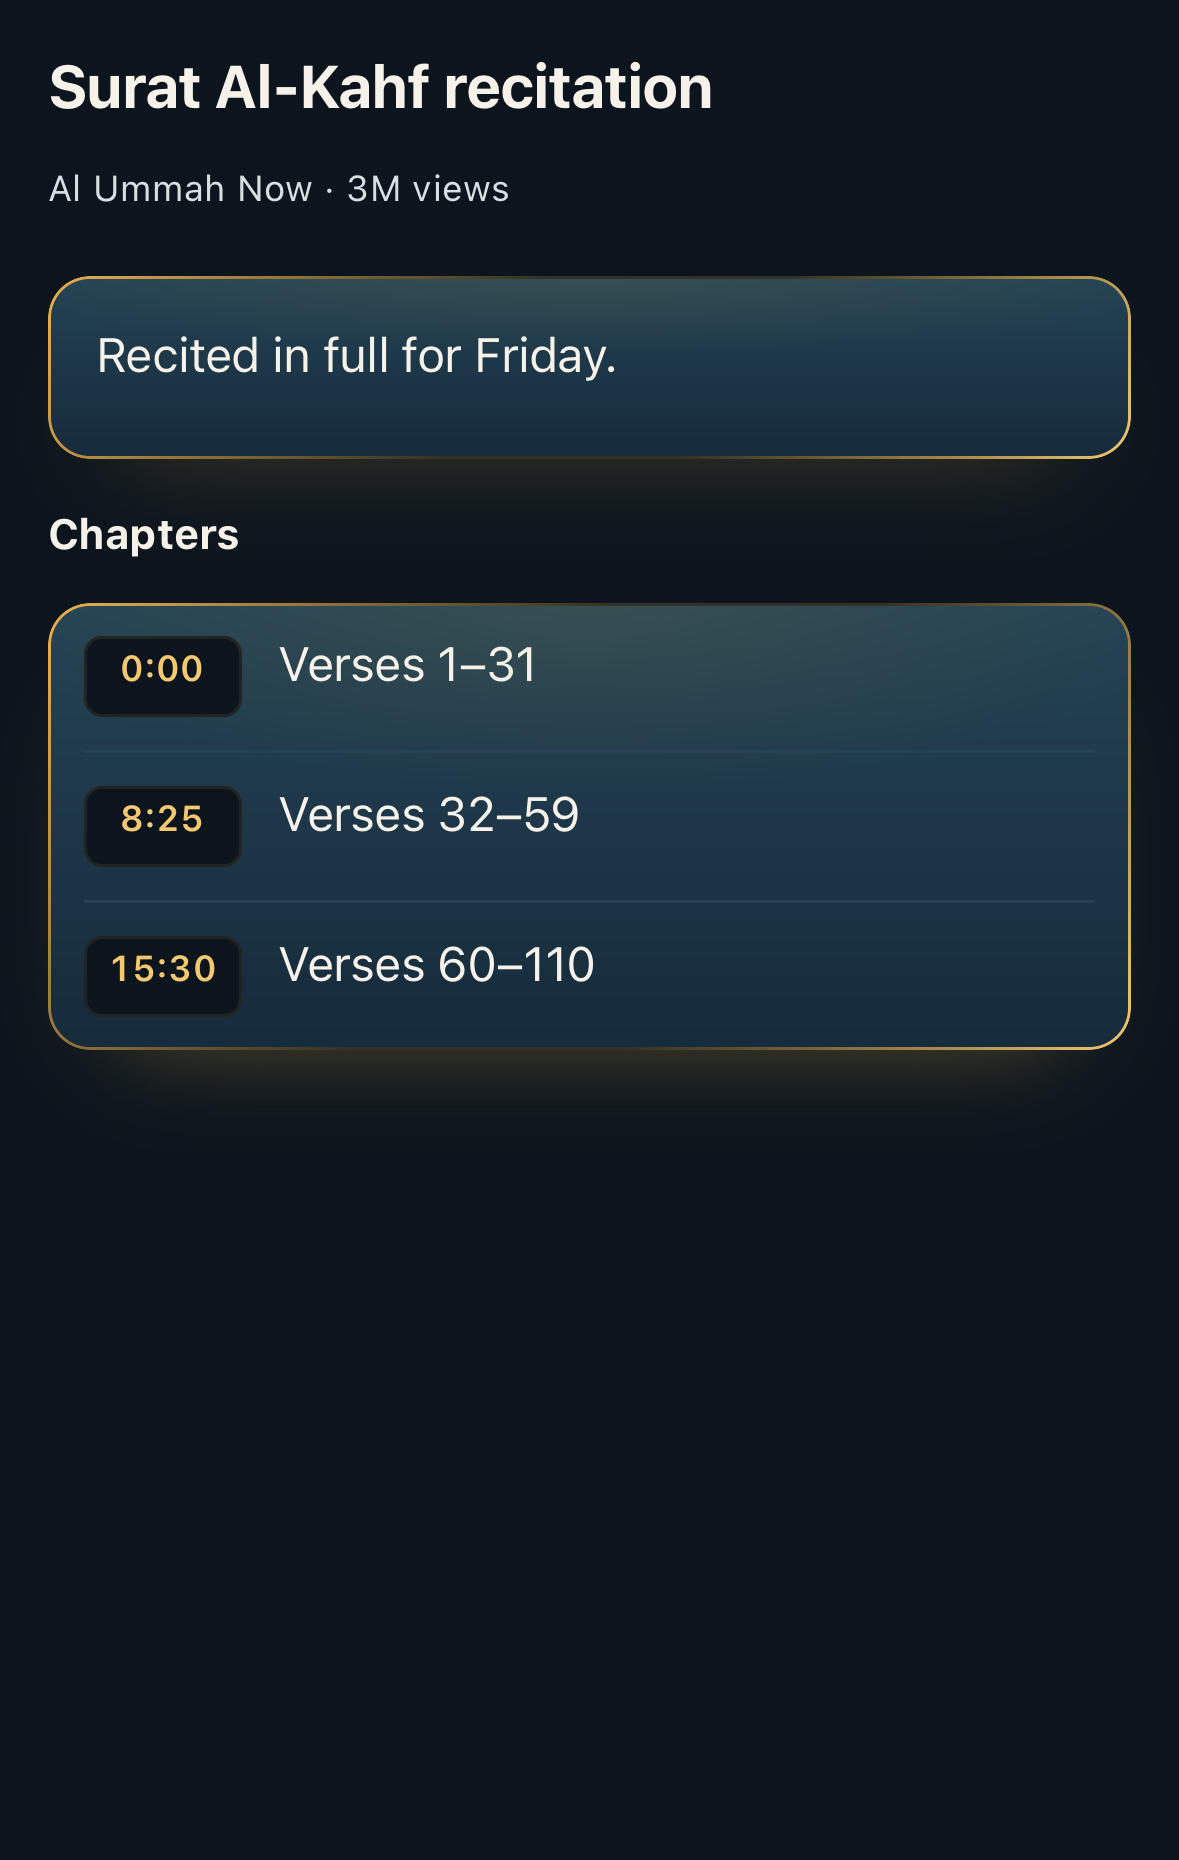 Surat Al-Kahf recitation
Al Ummah Now · 3M views
Recited in full for Friday.
Chapters
0:00 Verses 1–31
8:25 Verses 32–59
15:30 Verses 60–110